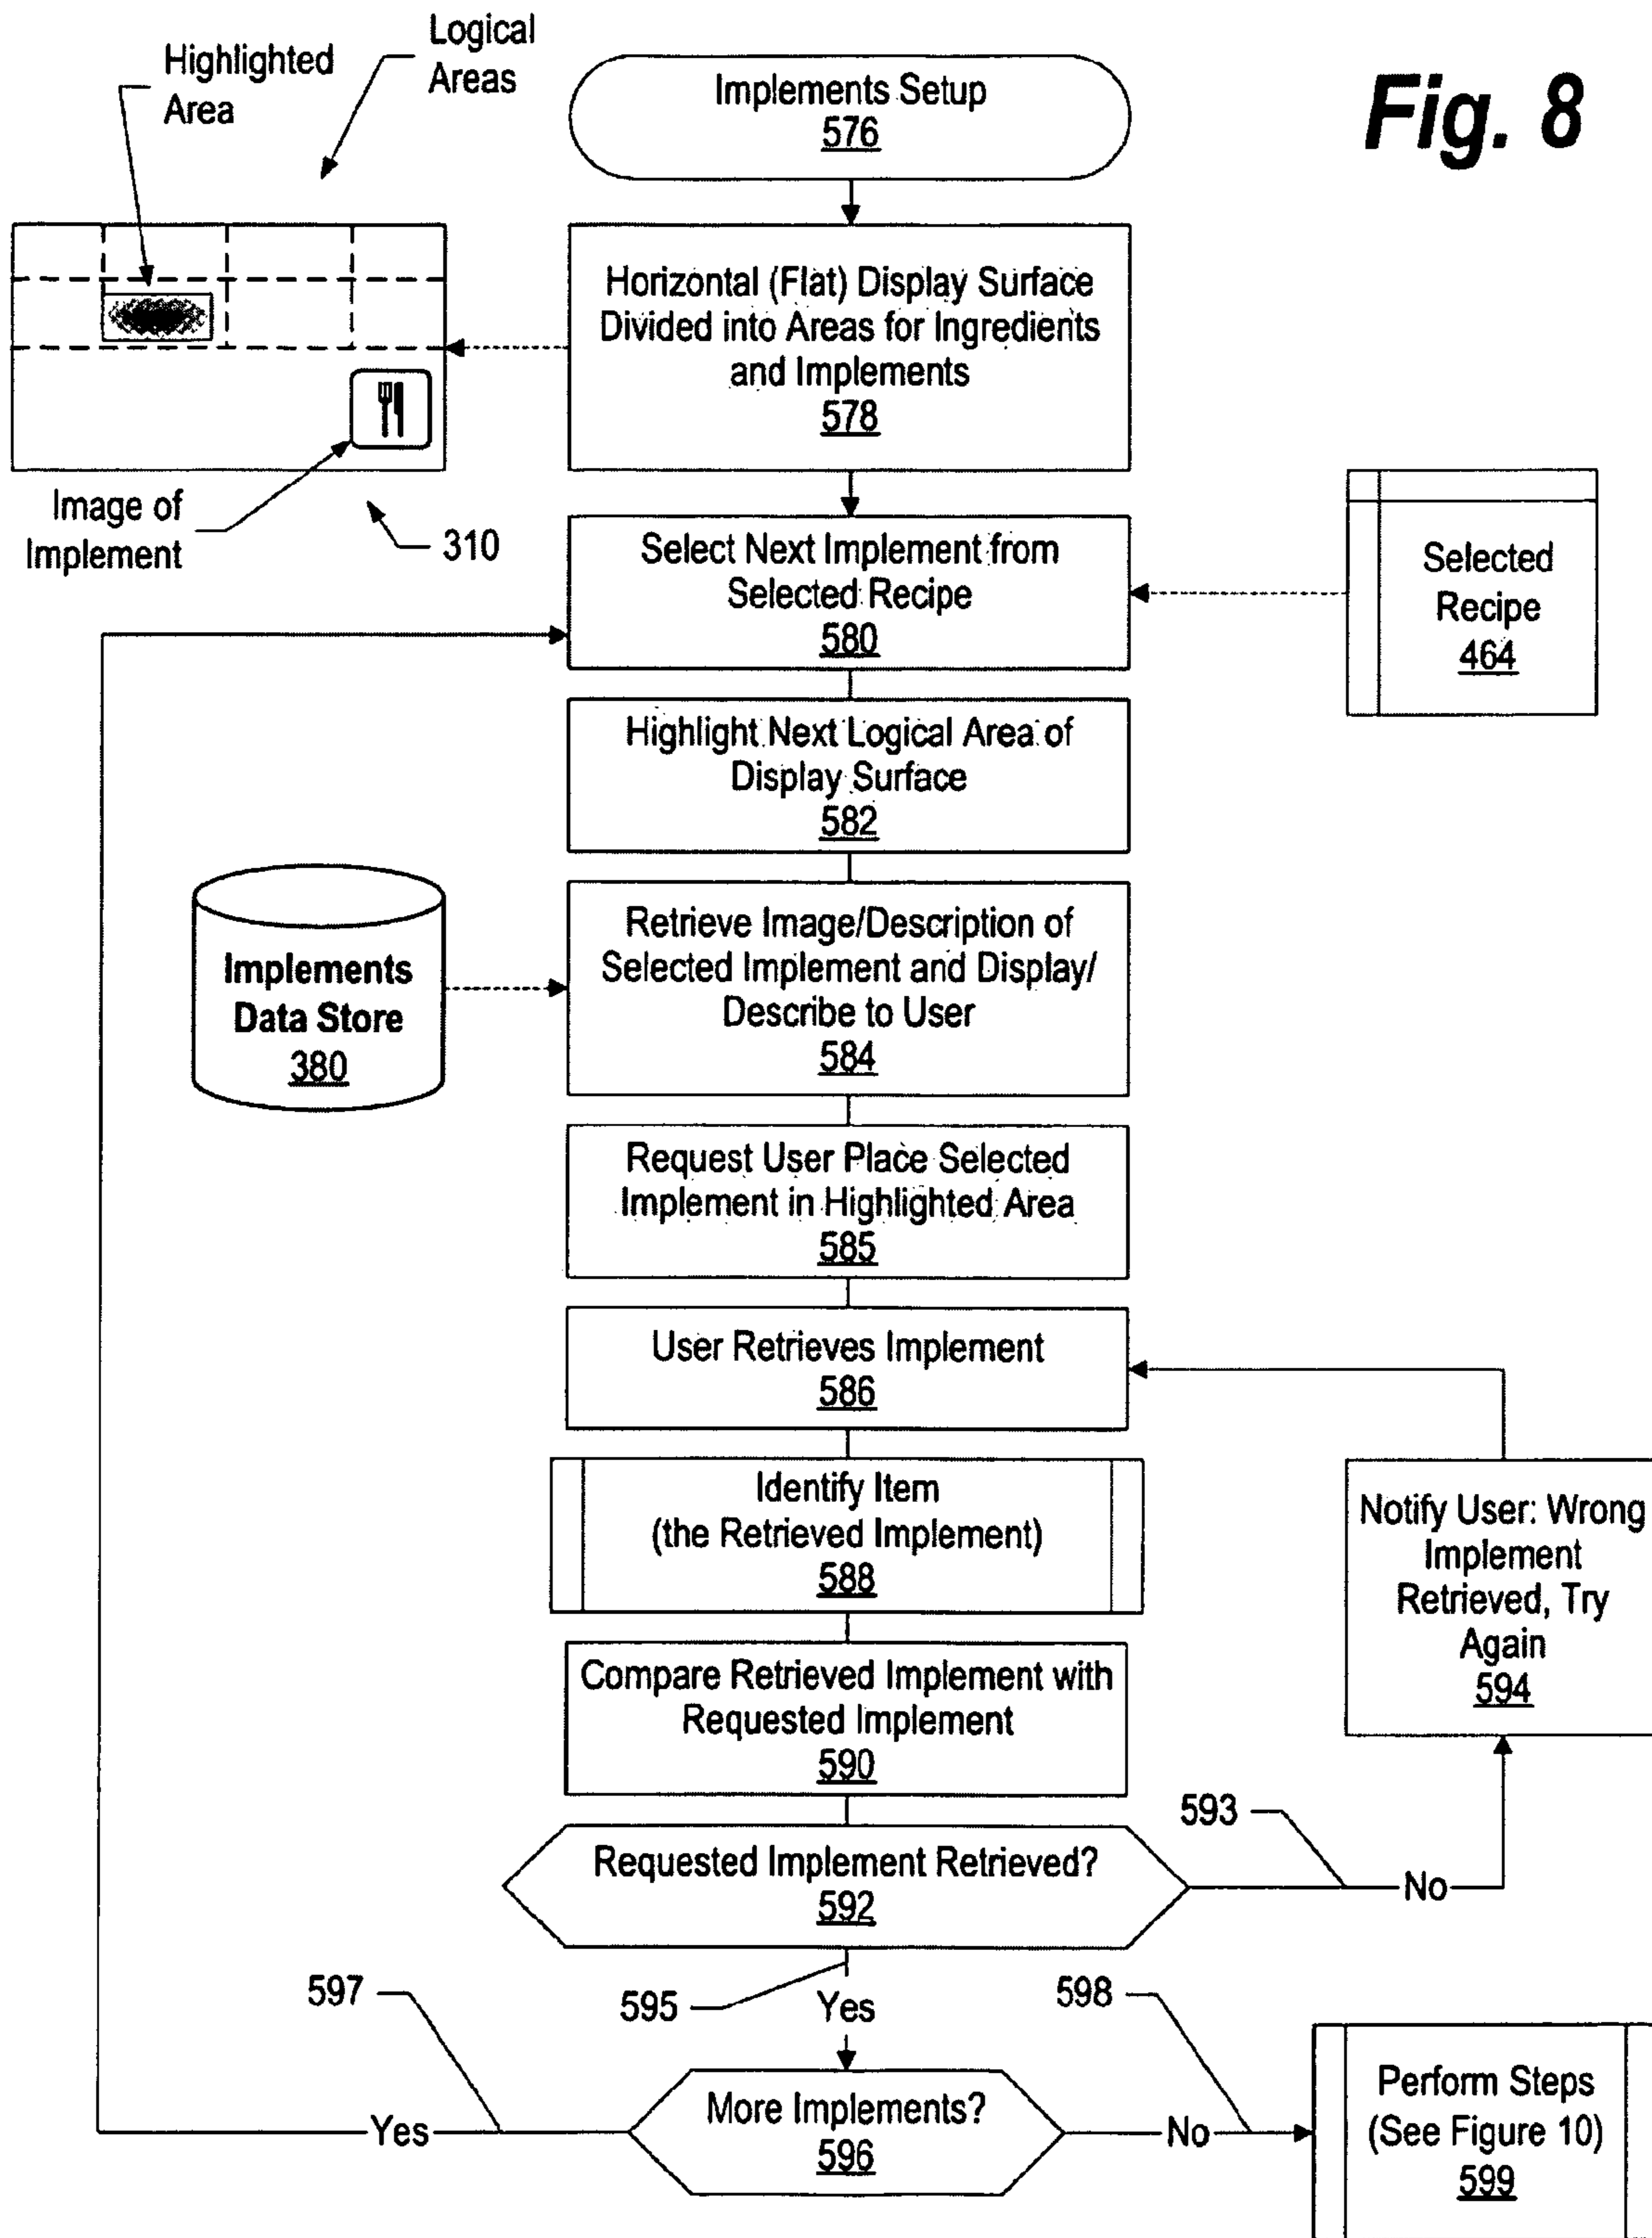 Fig. 8
Logical
Areas
Highlighted
Area
Implements Setup
576
Horizontal (Flat) Display Surface
Divided into Areas for Ingredients
and Implements
578
Image of
Implement
310
Select Next Implement from
Selected Recipe
580
Selected
Recipe
464
Highlight Next Logical Area of
Display Surface
582
Implements
Data Store
380
Retrieve Image/Description of
Selected Implement and Display/
Describe to User
584
Request User Place Selected
Implement in Highlighted Area
585
User Retrieves Implement
586
Identify Item
(the Retrieved Implement)
588
Notify User: Wrong
Implement
Retrieved, Try
Again
594
Compare Retrieved Implement with
Requested Implement
590
593
Requested Implement Retrieved?
592
No
595
Yes
597
598
More Implements?
596
Yes
No
Perform Steps
(See Figure 10)
599